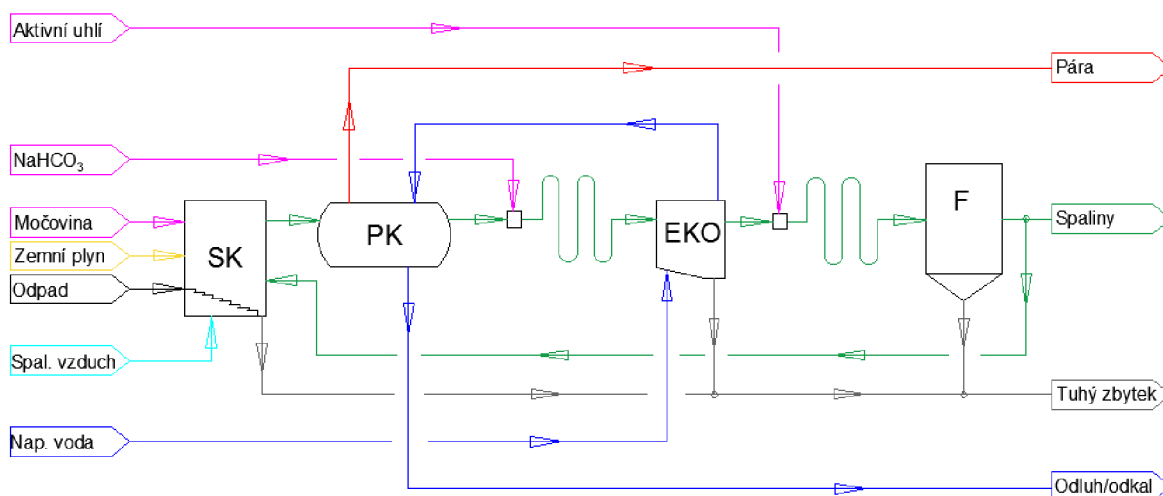 Aktivní uhlí
Pára
NaHCO₃
Močovina
Zemní plyn
Odpad
Spal. vzduch
Nap. voda
SK
PK
EKO
F
Spaliny
Tuhý zbytek
Odluh/odkal